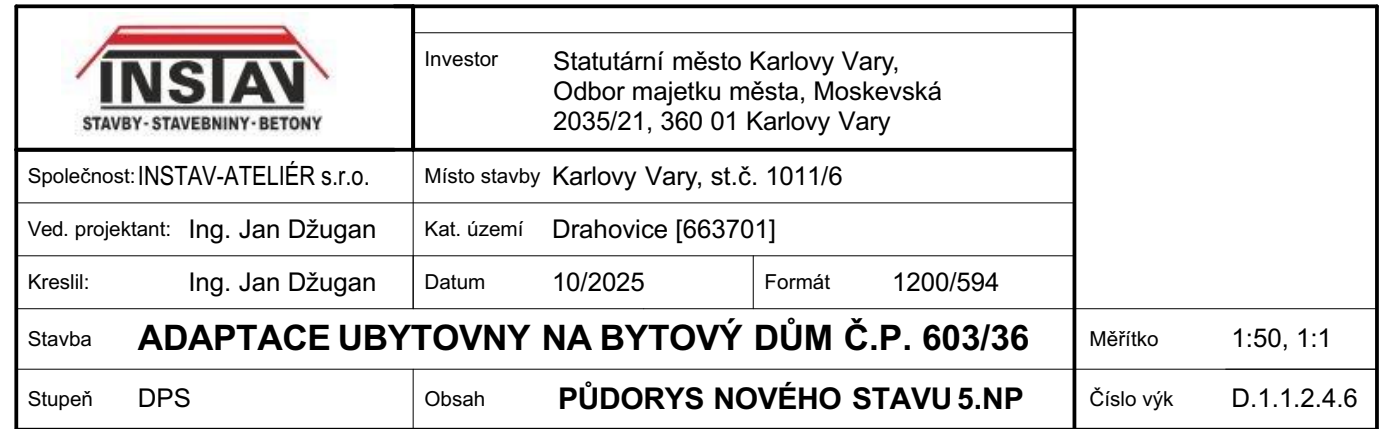 INSTAV
STAVBY-STAVEBNINY-BETONY
Investor Statutární město Karlovy Vary,
Odbor majetku města, Moskevská
2035/21, 360 01 Karlovy Vary
Společnost: INSTAV-ATELIÉR s.r.o. Místo stavby Karlovy Vary, st.č. 1011/6
Ved. projektant: Ing. Jan Džugan Kat. území Drahovice [663701]
Kreslil: Ing. Jan Džugan Datum 10/2025 Formát 1200/594
Stavba ADAPTACE UBYTOVNY NA BYTOVÝ DŮM Č.P. 603/36 Měřítko 1:50, 1:1
Stupeň DPS Obsah PŮDORYS NOVÉHO STAVU 5.NP Číslo výk D.1.1.2.4.6